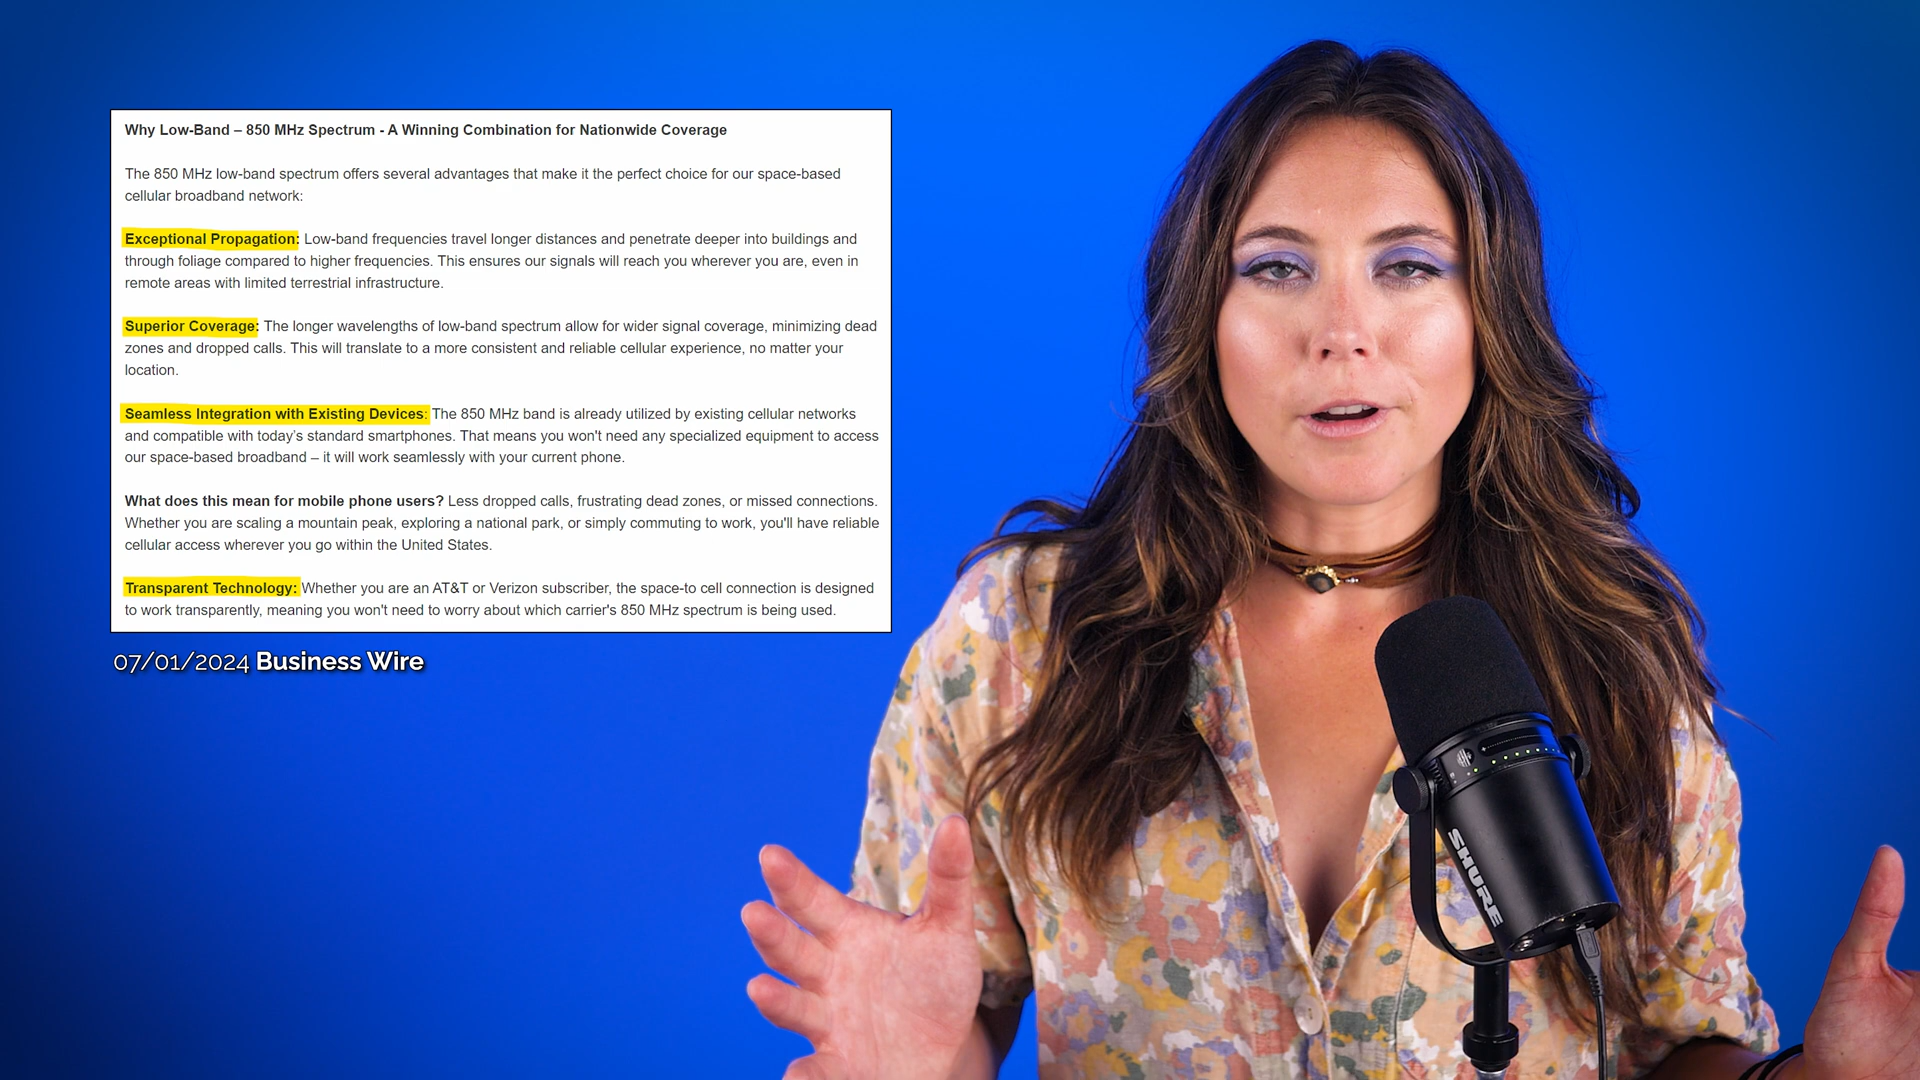 Why Low-Band – 850 MHz Spectrum - A Winning Combination for Nationwide Coverage
The 850 MHz low-band spectrum offers several advantages that make it the perfect choice for our space-based
cellular broadband network:
Exceptional Propagation: Low-band frequencies travel longer distances and penetrate deeper into buildings and
through foliage compared to higher frequencies. This ensures our signals will reach you wherever you are, even in
remote areas with limited terrestrial infrastructure.
Superior Coverage: The longer wavelengths of low-band spectrum allow for wider signal coverage, minimizing dead
zones and dropped calls. This will translate to a more consistent and reliable cellular experience, no matter your
location.
Seamless Integration with Existing Devices: The 850 MHz band is already utilized by existing cellular networks
and compatible with today's standard smartphones. That means you won't need any specialized equipment to access
our space-based broadband – it will work seamlessly with your current phone.
What does this mean for mobile phone users? Less dropped calls, frustrating dead zones, or missed connections.
Whether you are scaling a mountain peak, exploring a national park, or simply commuting to work, you'll have reliable
cellular access wherever you go within the United States.
Transparent Technology: Whether you are an AT&T or Verizon subscriber, the space-to cell connection is designed
to work transparently, meaning you won't need to worry about which carrier's 850 MHz spectrum is being used.
07/01/2024 Business Wire
SHURE